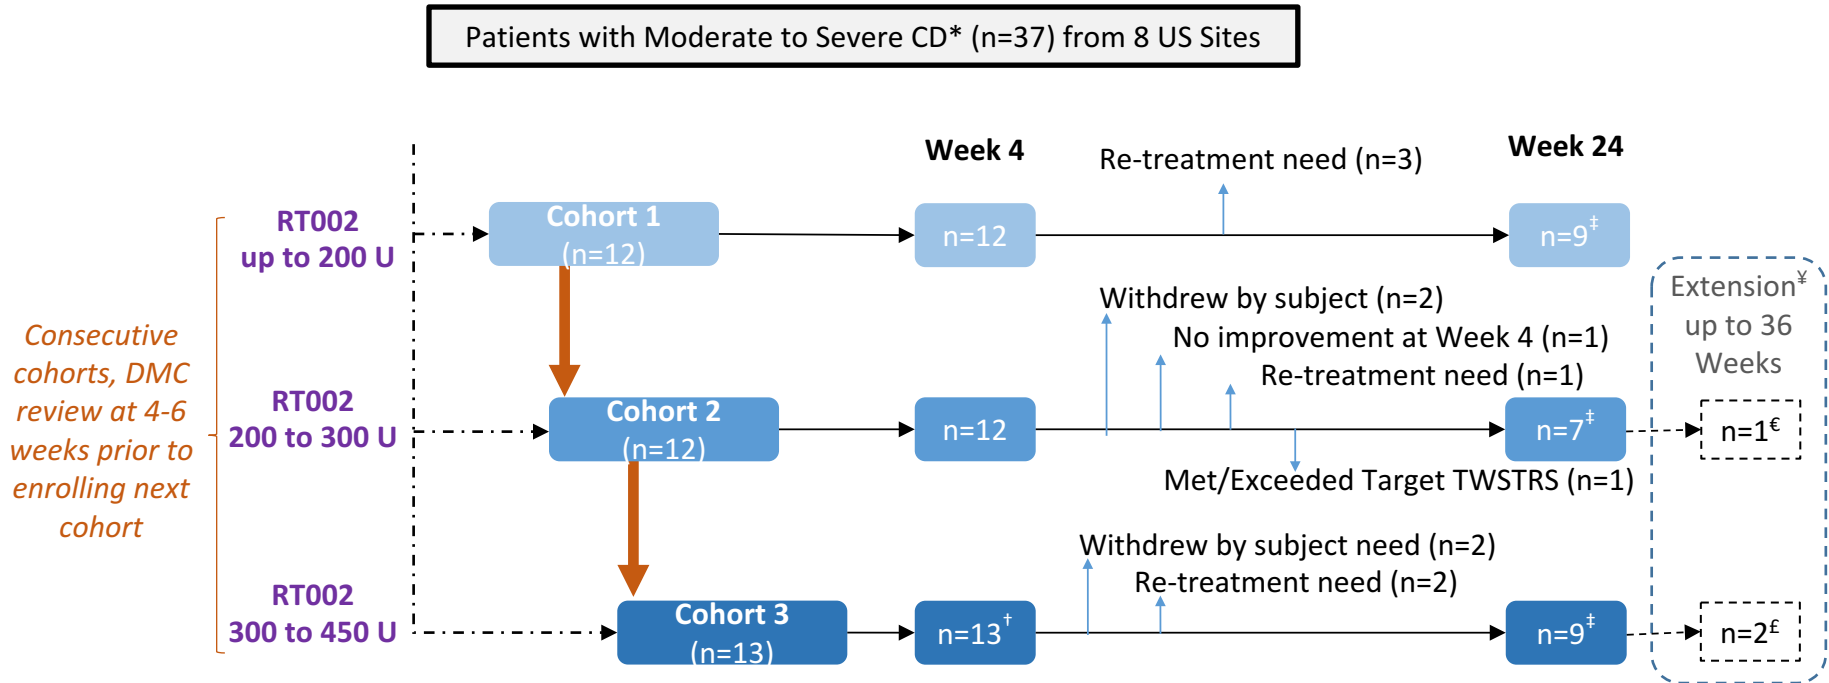 Patients with Moderate to Severe CD* (n=37) from 8 US Sites
Week 4
Week 24
Re-treatment need (n=3)
RT002
up to 200 U
Cohort 1
(n=12)
n=12
n=9‡
Consecutive
cohorts, DMC
review at 4-6
weeks prior to
enrolling next
cohort
Withdrew by subject (n=2)
No improvement at Week 4 (n=1)
Re-treatment need (n=1)
RT002
200 to 300 U
Cohort 2
(n=12)
n=12
n=7‡
Met/Exceeded Target TWSTRS (n=1)
Extension¥
up to 36
Weeks
n=1€
Withdrew by subject need (n=2)
Re-treatment need (n=2)
RT002
300 to 450 U
Cohort 3
(n=13)
n=13†
n=9‡
n=2£